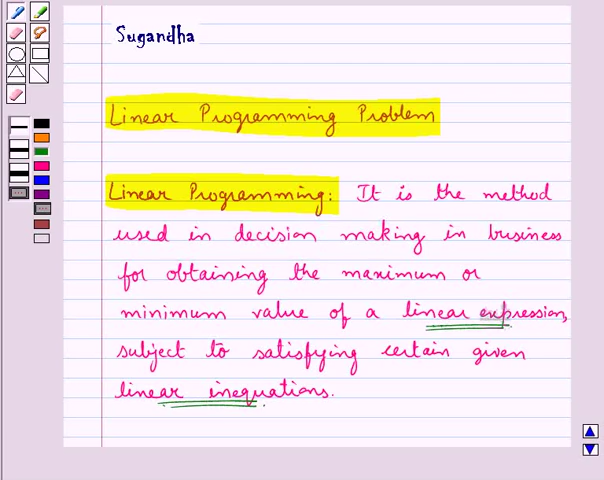 Sugandha
Linear Programming Problem
Linear Programming: It is the method
used in decision making in business
for obtaining the maximum or
minimum value of a linear expression,
subject to satisfying certain given
linear inequations.